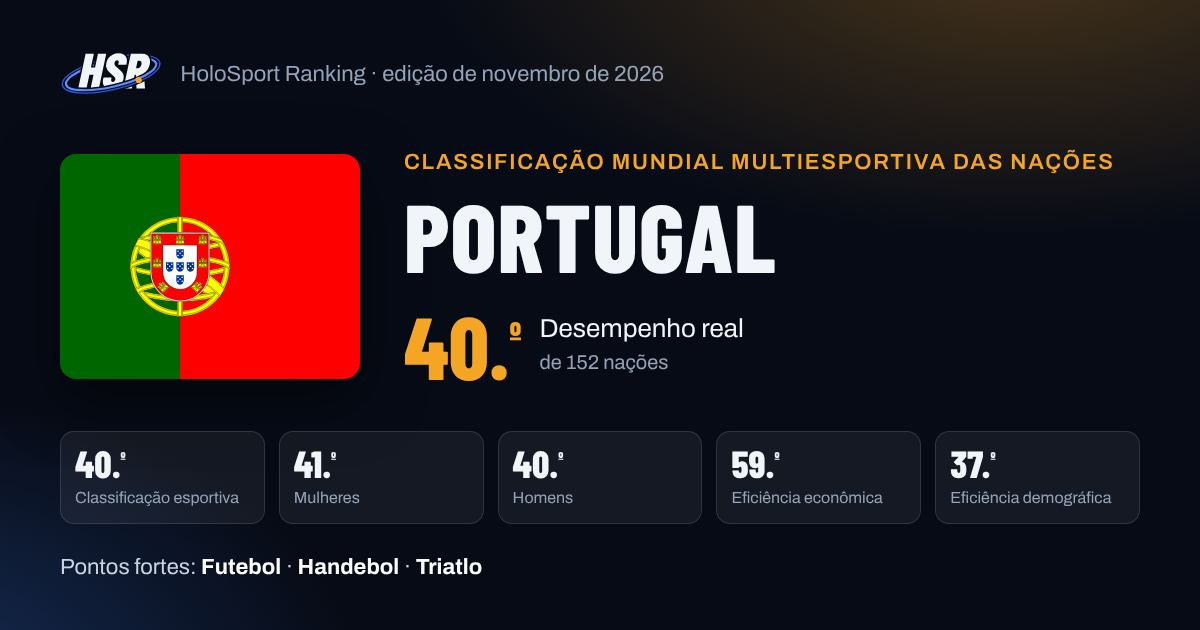 HSR
HoloSport Ranking · edição de novembro de 2026
CLASSIFICAÇÃO MUNDIAL MULTIESPORTIVA DAS NAÇÕES
PORTUGAL
40.º
Desempenho real
de 152 nações
40.º
Classificação esportiva
41.º
Mulheres
40.º
Homens
59.º
Eficiência econômica
37.º
Eficiência demográfica
Pontos fortes: Futebol · Handebol · Triatlo